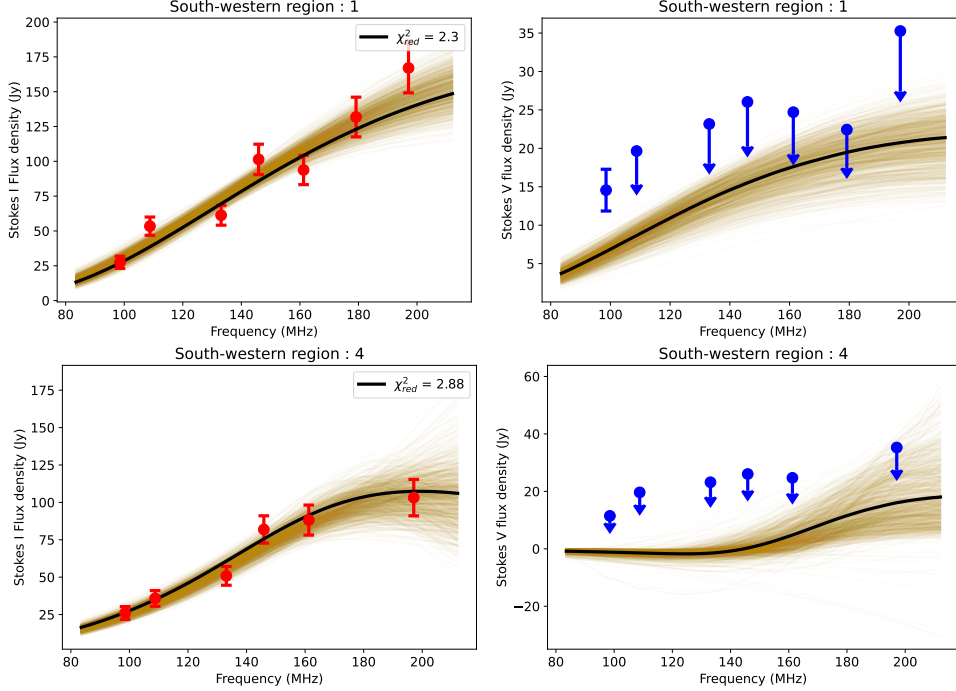 South-western region : 1
South-western region : 1
200
175
150
125
100
75
50
25
0
Stokes I Flux density (Jy)
χ²red = 2.3
80 100 120 140 160 180 200
Frequency (MHz)
35
30
25
20
15
10
5
Stokes V flux density (Jy)
80 100 120 140 160 180 200
Frequency (MHz)
South-western region : 4
South-western region : 4
175
150
125
100
75
50
25
Stokes I Flux density (Jy)
χ²red = 2.88
80 100 120 140 160 180 200
Frequency (MHz)
60
40
20
0
−20
Stokes V flux density (Jy)
80 100 120 140 160 180 200
Frequency (MHz)